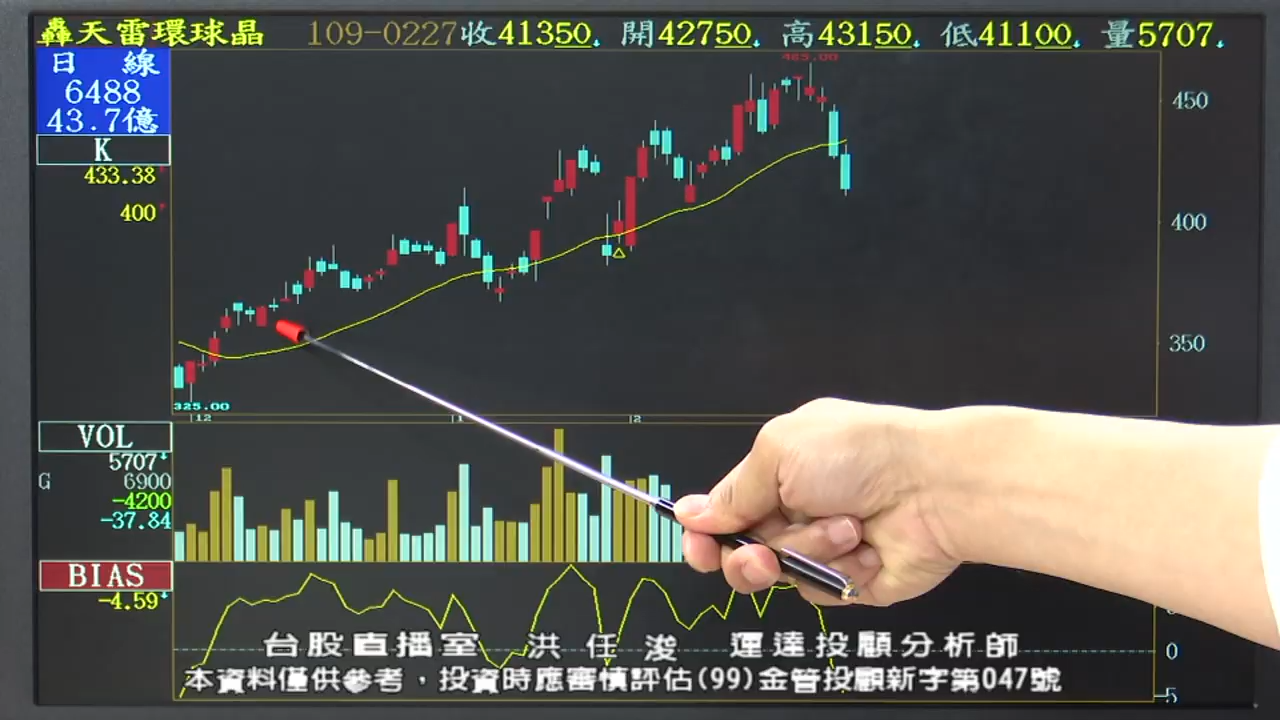 轟天雷環球晶 109-0227收41350↓ 開42750↓ 高43150↓ 低41100↓ 量5707↓
日 線
6488
43.7億
K
433.38
400
485.00
450
400
350
325.00
12 1 2
VOL
5707
G 6900
-4200
-37.84
BIAS
-4.59
0
-5
台股直播室 洪任浚 運達投顧分析師
本資料僅供參考，投資時應審慎評估(99)金管投顧新字第047號